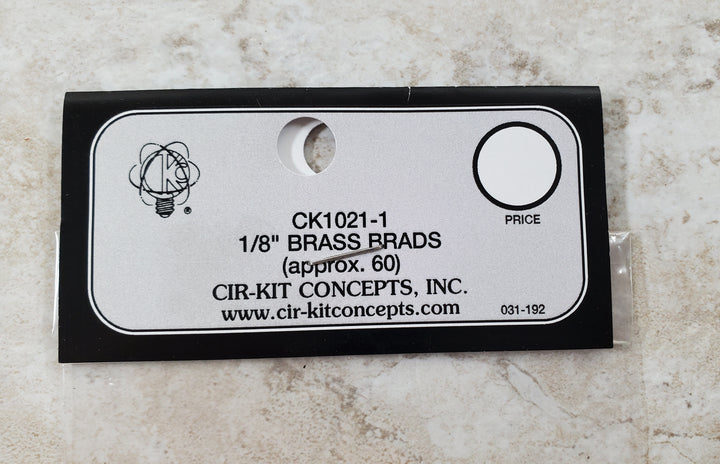 CK
®
PRICE
CK1021-1
1/8" BRASS BRADS
(approx. 60)
CIR-KIT CONCEPTS, INC.
www.cir-kitconcepts.com
031-192